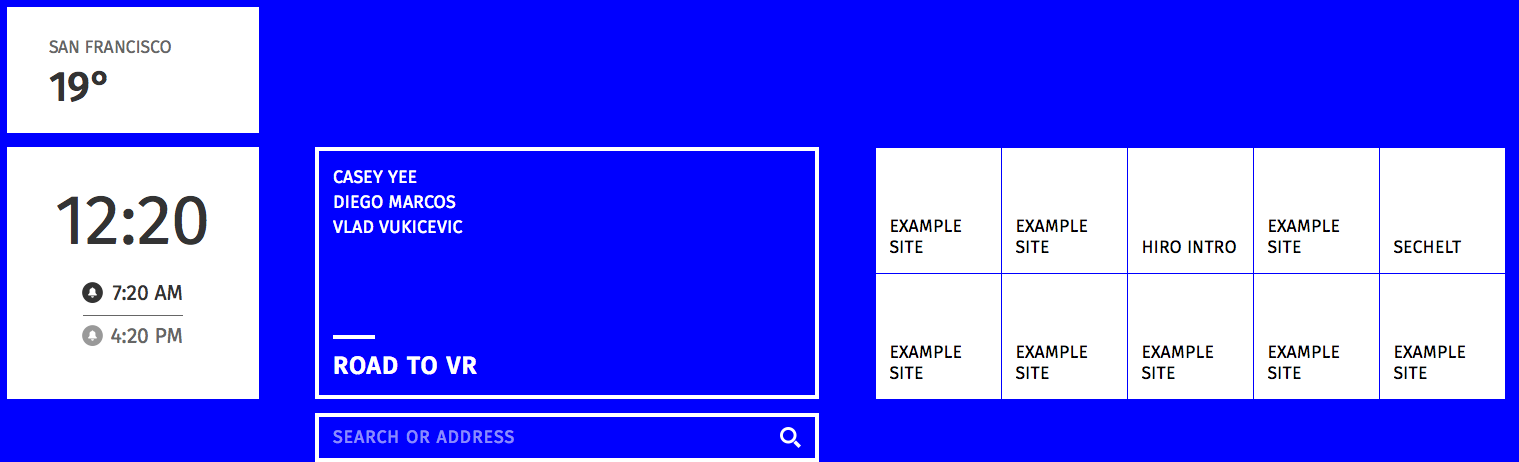 SAN FRANCISCO
19°
12:20
7:20 AM
4:20 PM
CASEY YEE
DIEGO MARCOS
VLAD VUKICEVIC
ROAD TO VR
SEARCH OR ADDRESS
EXAMPLE
SITE
EXAMPLE
SITE
HIRO INTRO
EXAMPLE
SITE
SECHELT
EXAMPLE
SITE
EXAMPLE
SITE
EXAMPLE
SITE
EXAMPLE
SITE
EXAMPLE
SITE